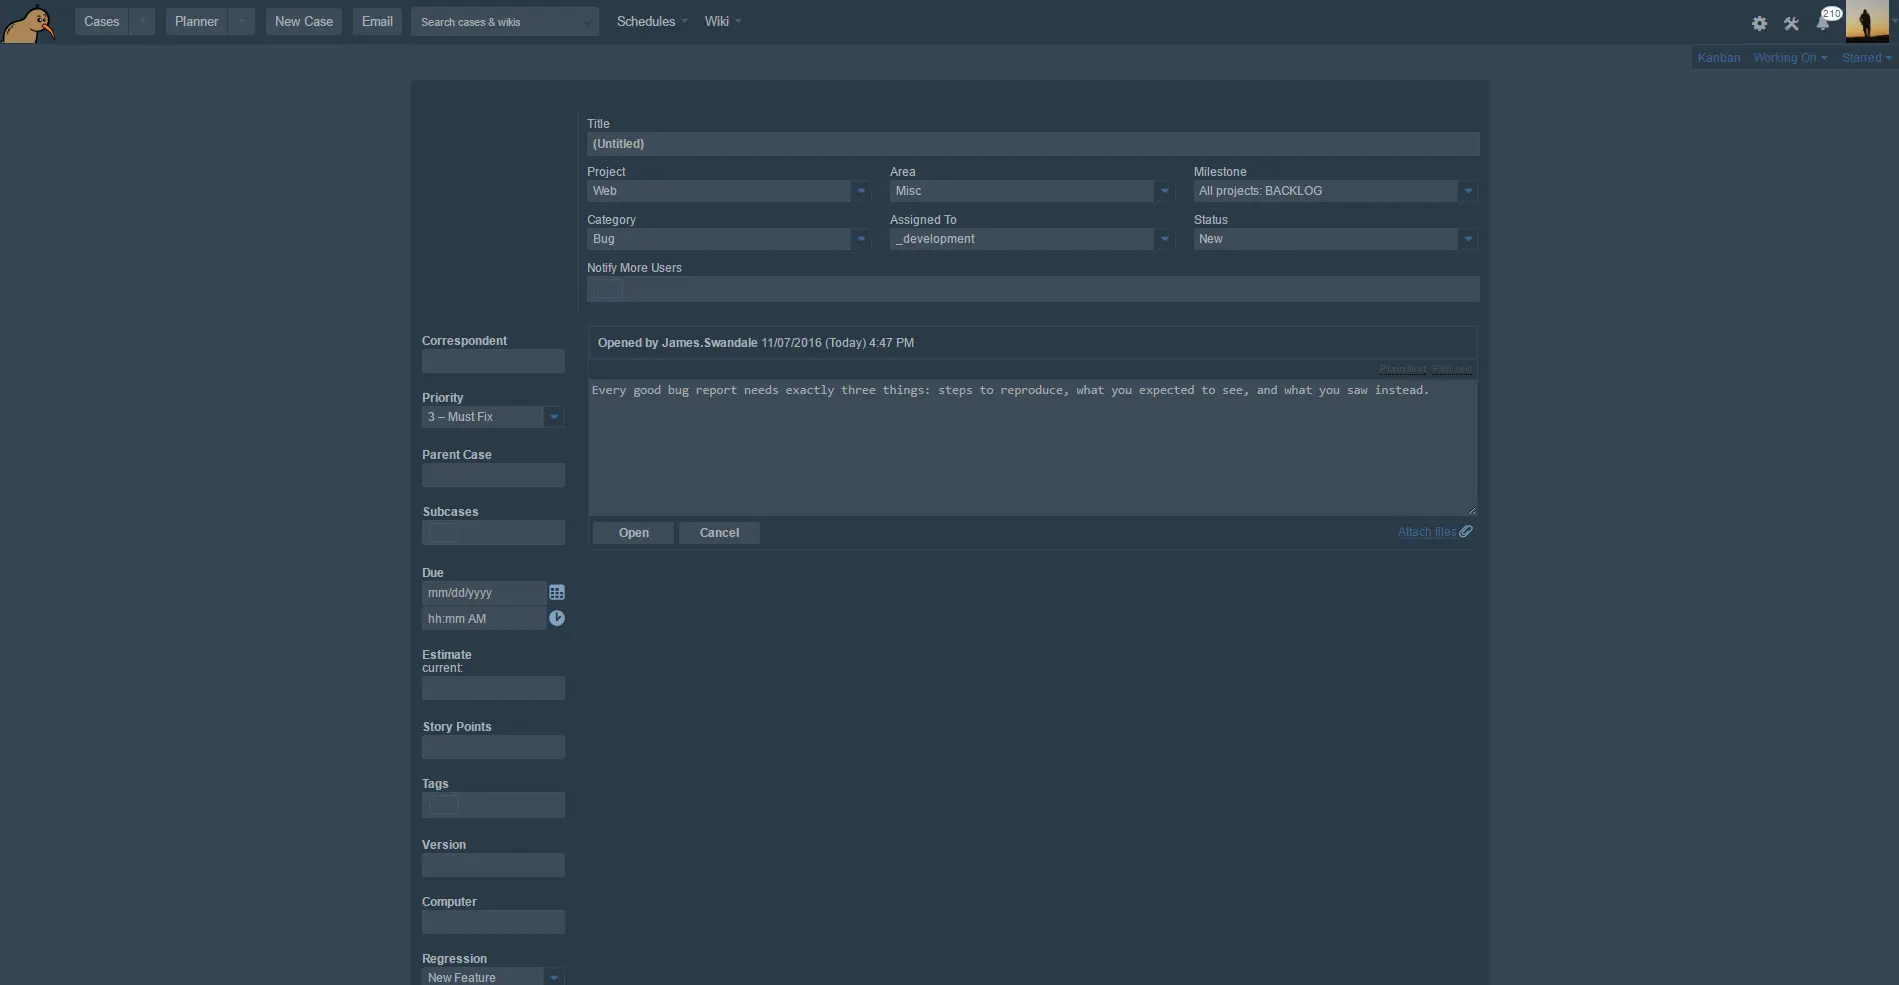 Cases Planner New Case Email Search cases & wikis Schedules Wiki 210
Kanban Working On Starred
Title
(Untitled)
Project Area Milestone
Web Misc All projects: BACKLOG
Category Assigned To Status
Bug _development New
Notify More Users
Correspondent
Opened by James.Swandale 11/07/2016 (Today) 4:47 PM
Plain text Rich text
Every good bug report needs exactly three things: steps to reproduce, what you expected to see, and what you saw instead.
Priority
3 – Must Fix
Parent Case
Subcases
Open Cancel Attach files
Due
mm/dd/yyyy
hh:mm AM
Estimate
current:
Story Points
Tags
Version
Computer
Regression
New Feature